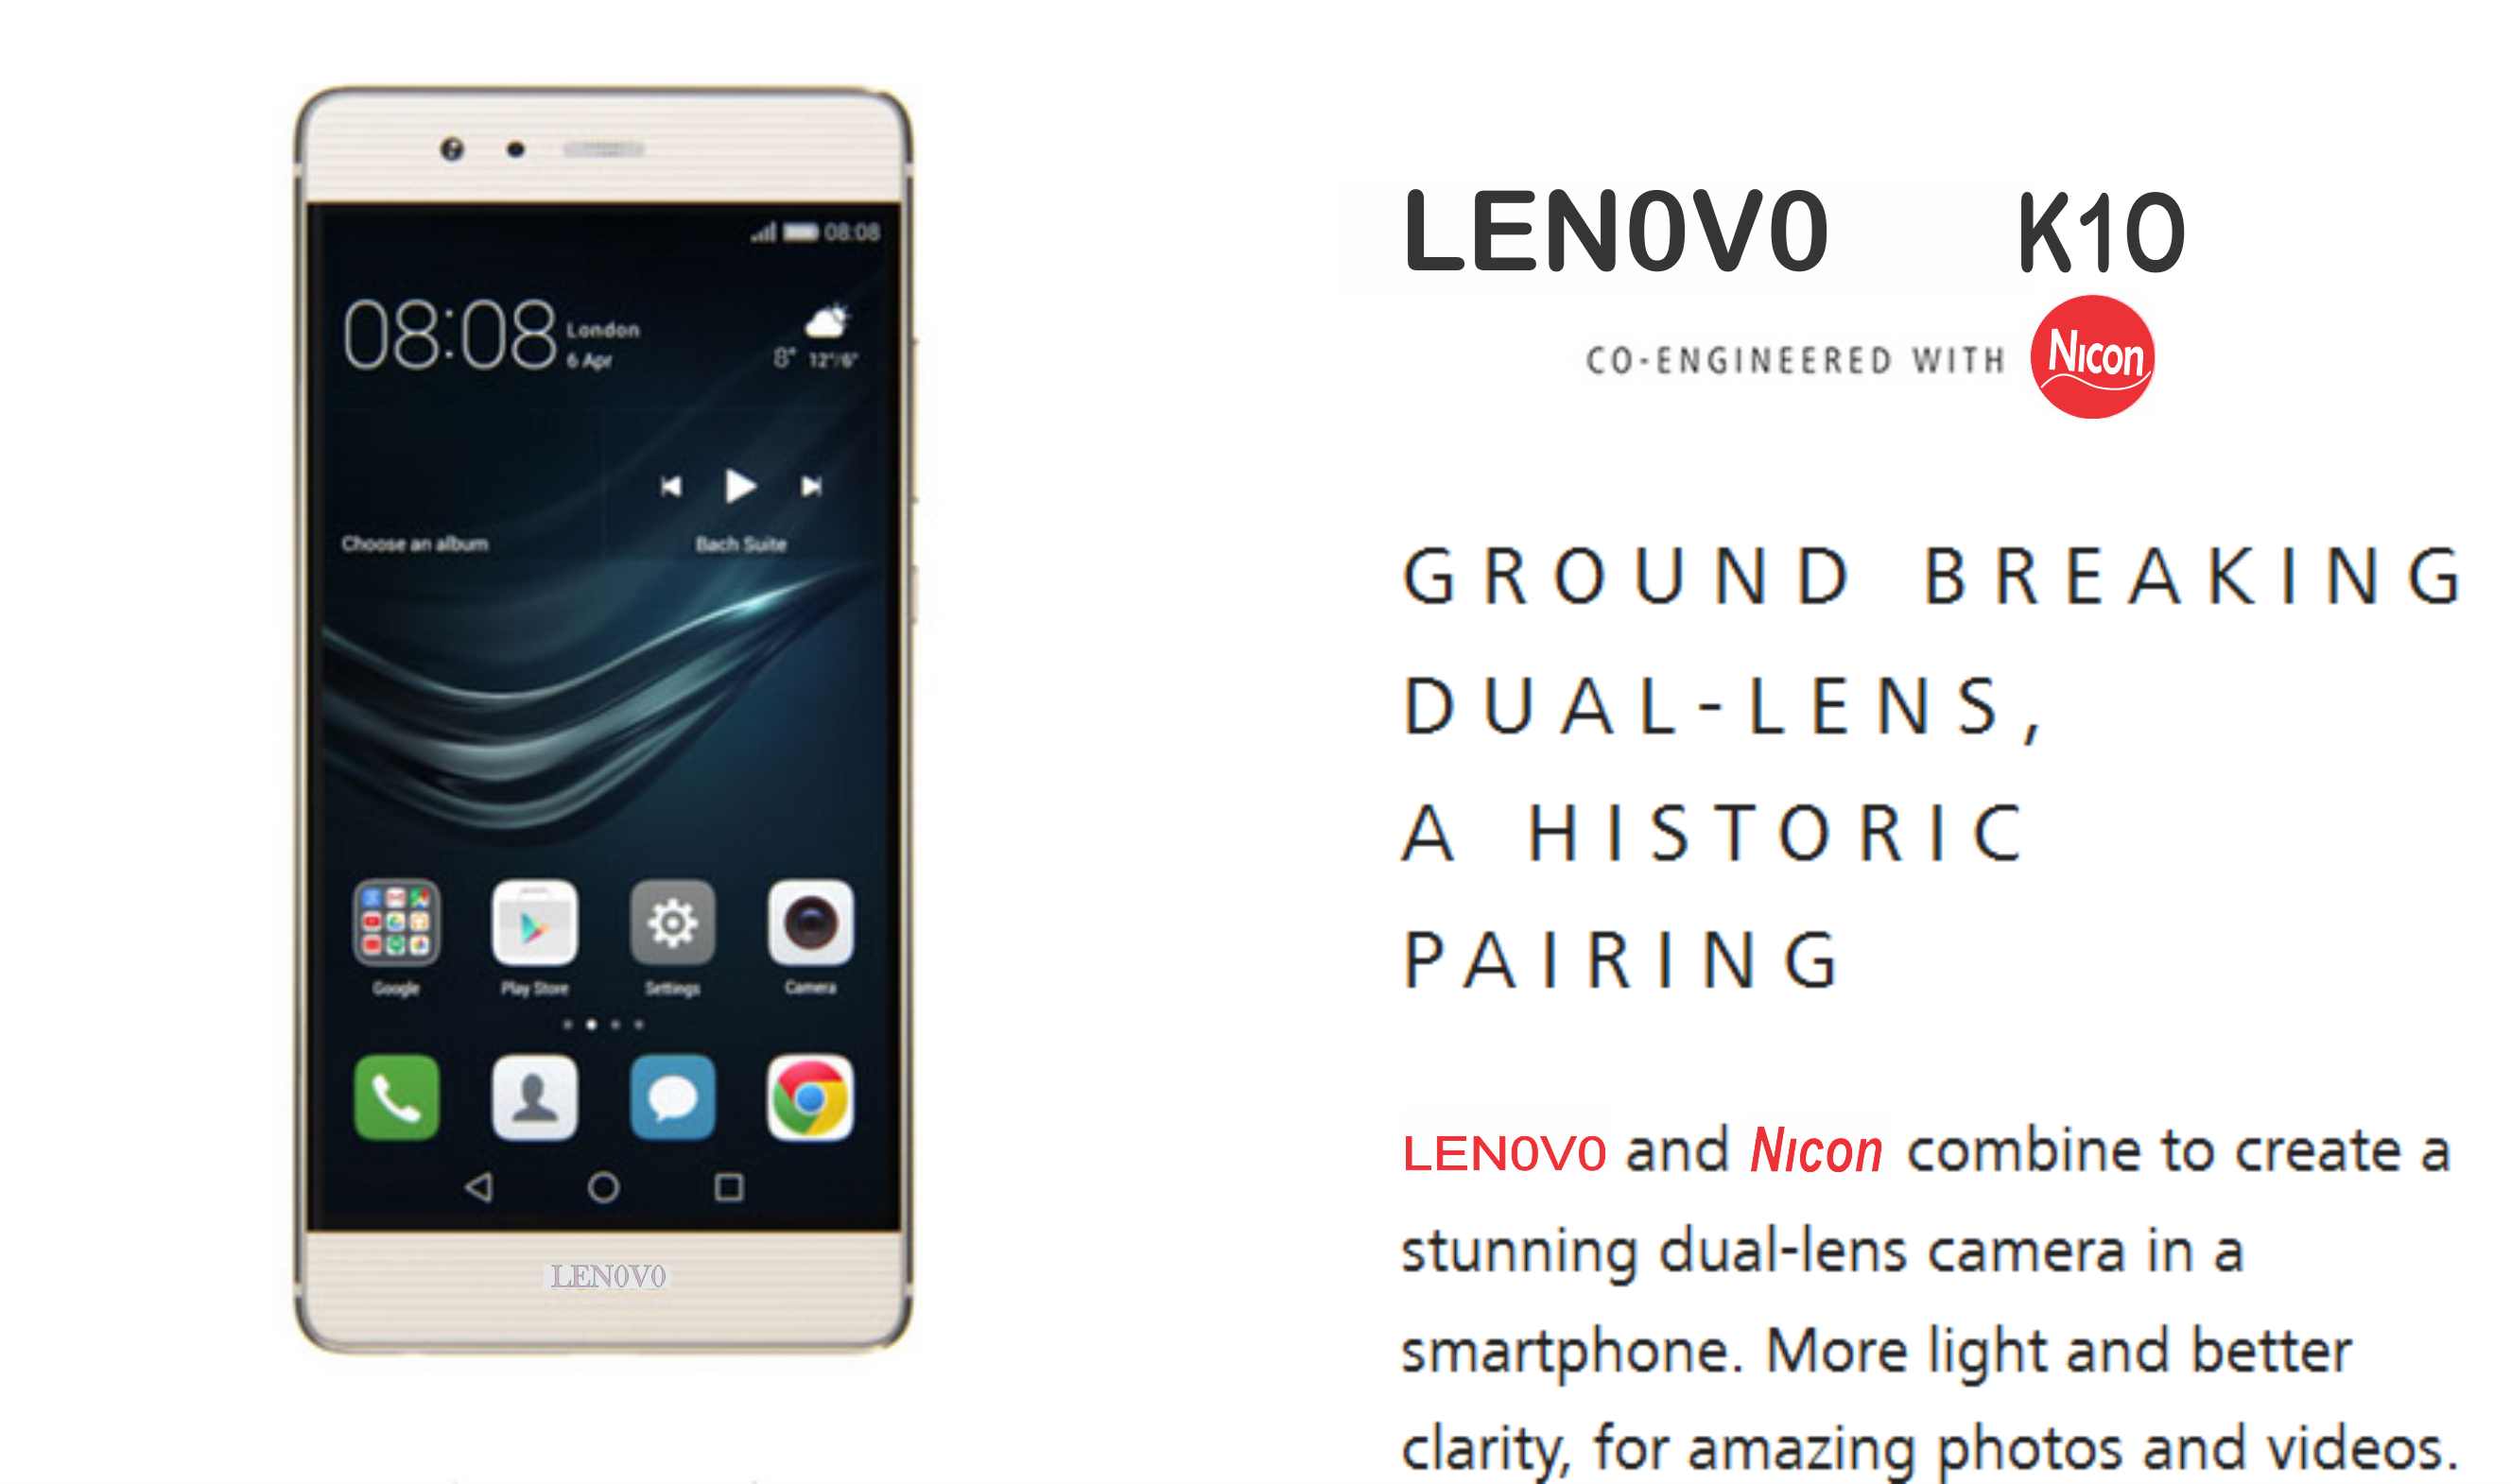 08:08
08:08
London
6 Apr
8° 12°/6°
Choose an album
Bach Suite
Google Play Store Settings Camera
LEN0V0
LEN0V0 K10
CO-ENGINEERED WITH Nıcon
GROUND BREAKING
DUAL-LENS,
A HISTORIC
PAIRING
LEN0V0 and Nıcon combine to create a
stunning dual-lens camera in a
smartphone. More light and better
clarity, for amazing photos and videos.